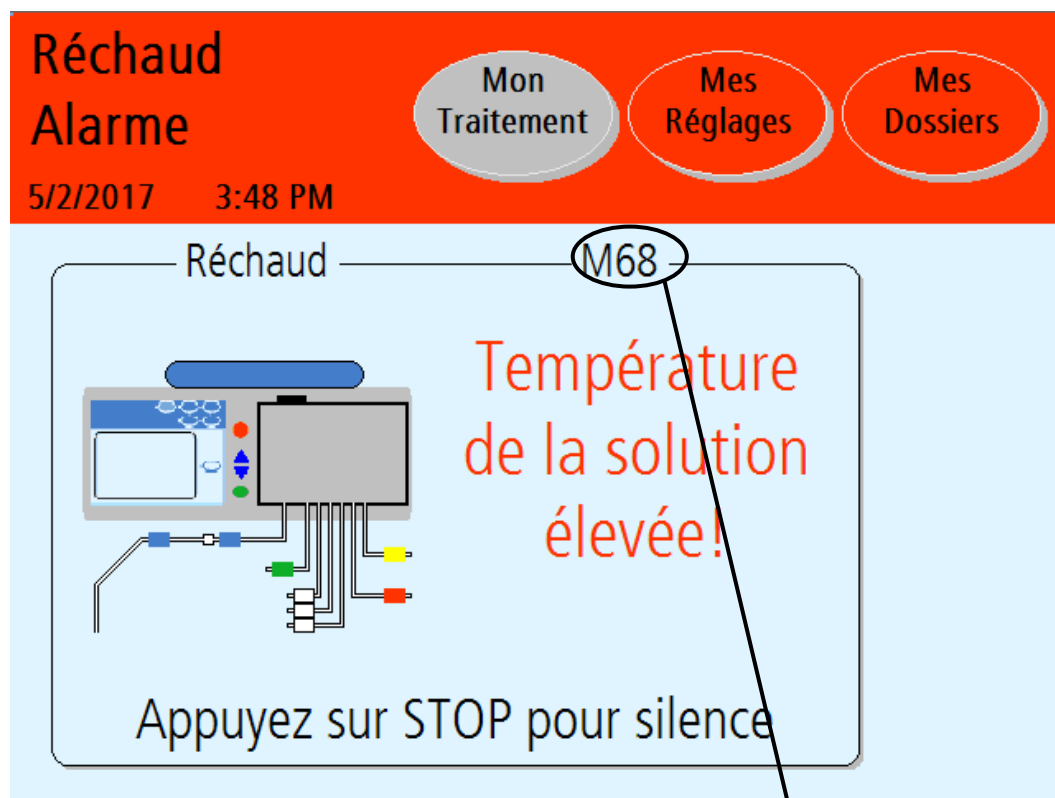 Réchaud
Alarme
5/2/2017 3:48 PM
Mon
Traitement
Mes
Réglages
Mes
Dossiers
Réchaud M68
Température
de la solution
élevée!
Appuyez sur STOP pour silence